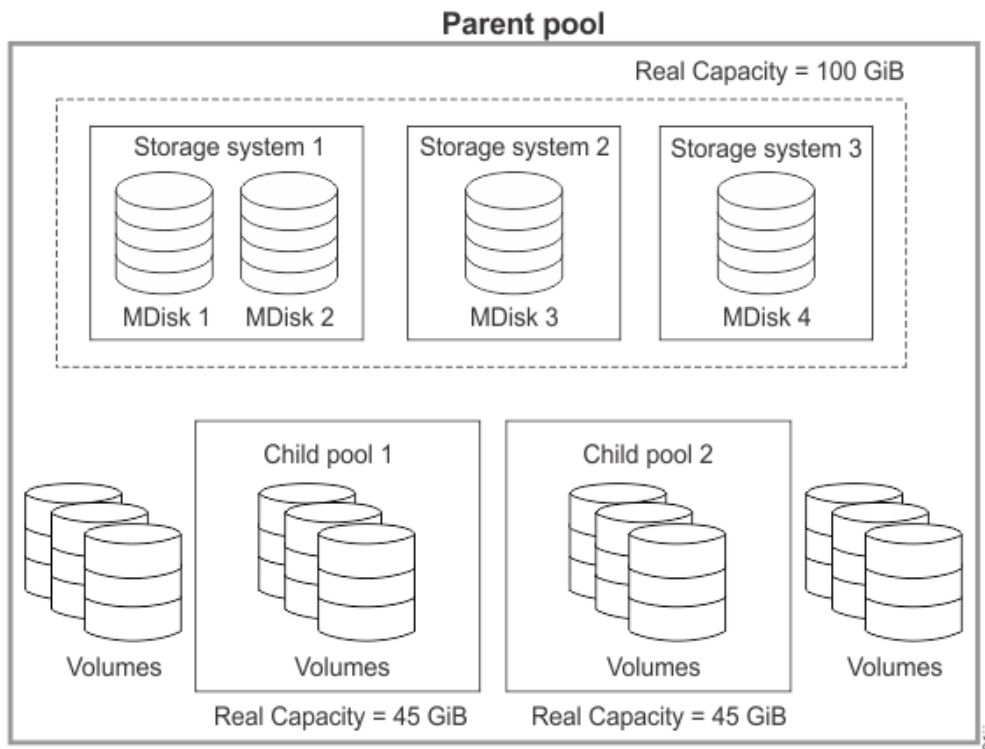 Parent pool
Real Capacity = 100 GiB
Storage system 1
Storage system 2
Storage system 3
MDisk 1
MDisk 2
MDisk 3
MDisk 4
Child pool 1
Child pool 2
Volumes
Volumes
Volumes
Volumes
Real Capacity = 45 GiB
Real Capacity = 45 GiB